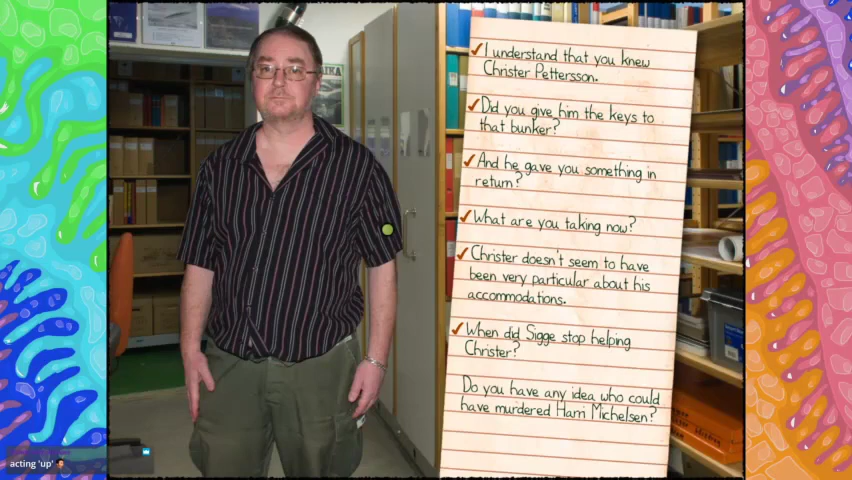 I understand that you knew
Christer Pettersson.
Did you give him the keys to
that bunker?
And he gave you something in
return?
What are you taking now?
Christer doesn't seem to have
been very particular about his
accommodations.
When did Sigge stop helping
Christer?
Do you have any idea who could
have murdered Harri Michelsen?
acting 'up'